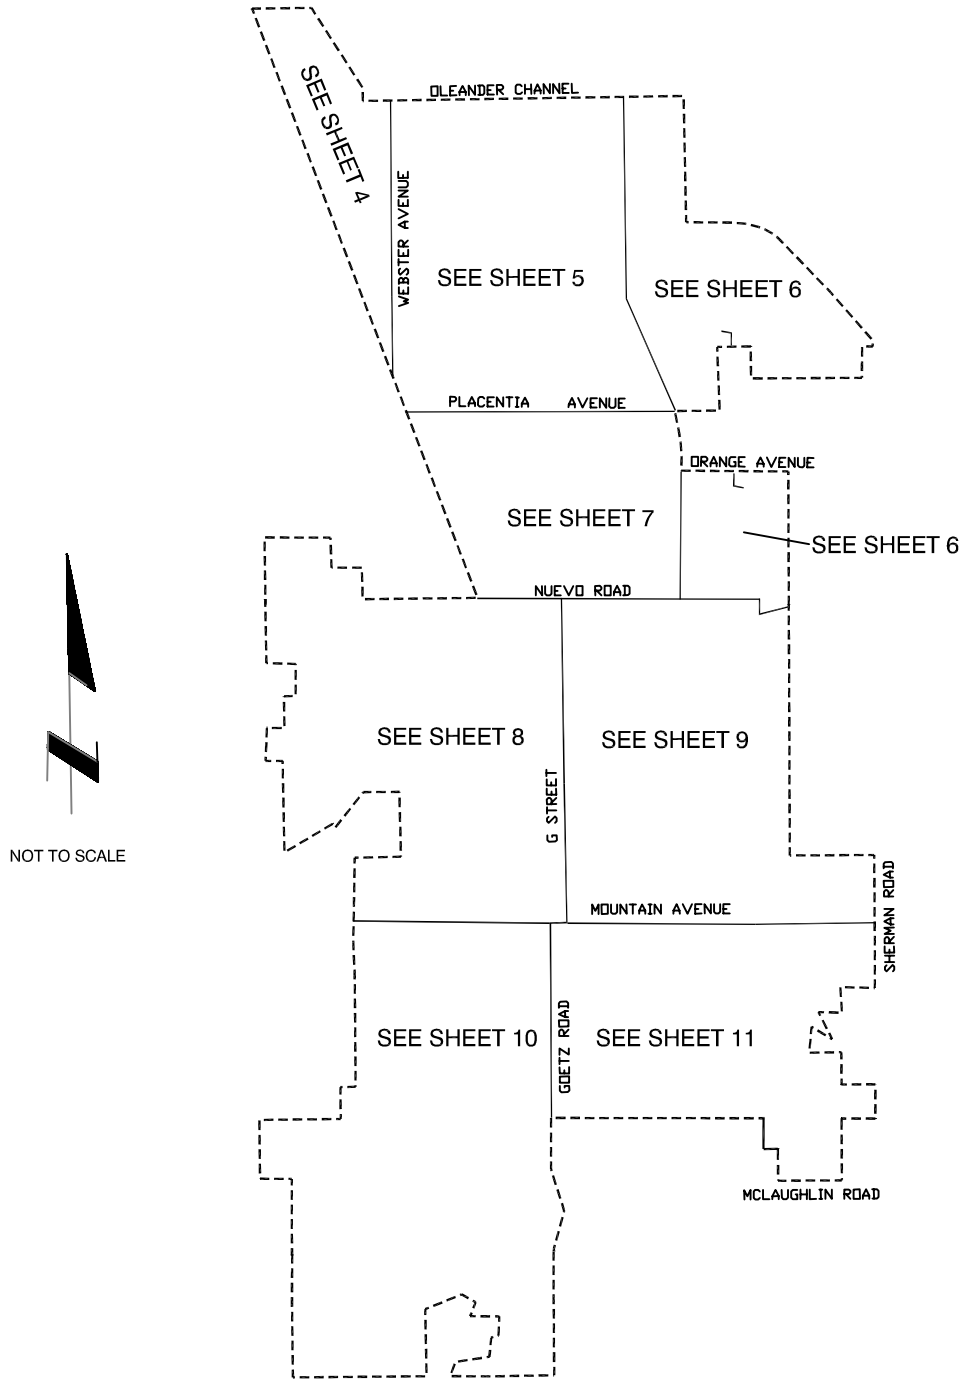 OLEANDER CHANNEL
SEE SHEET 4
WEBSTER AVENUE
SEE SHEET 5
SEE SHEET 6
PLACENTIA AVENUE
ORANGE AVENUE
SEE SHEET 7
SEE SHEET 6
NUEVO ROAD
SEE SHEET 8
SEE SHEET 9
G STREET
NOT TO SCALE
MOUNTAIN AVENUE
SHERMAN ROAD
SEE SHEET 10
GOETZ ROAD
SEE SHEET 11
MCLAUGHLIN ROAD